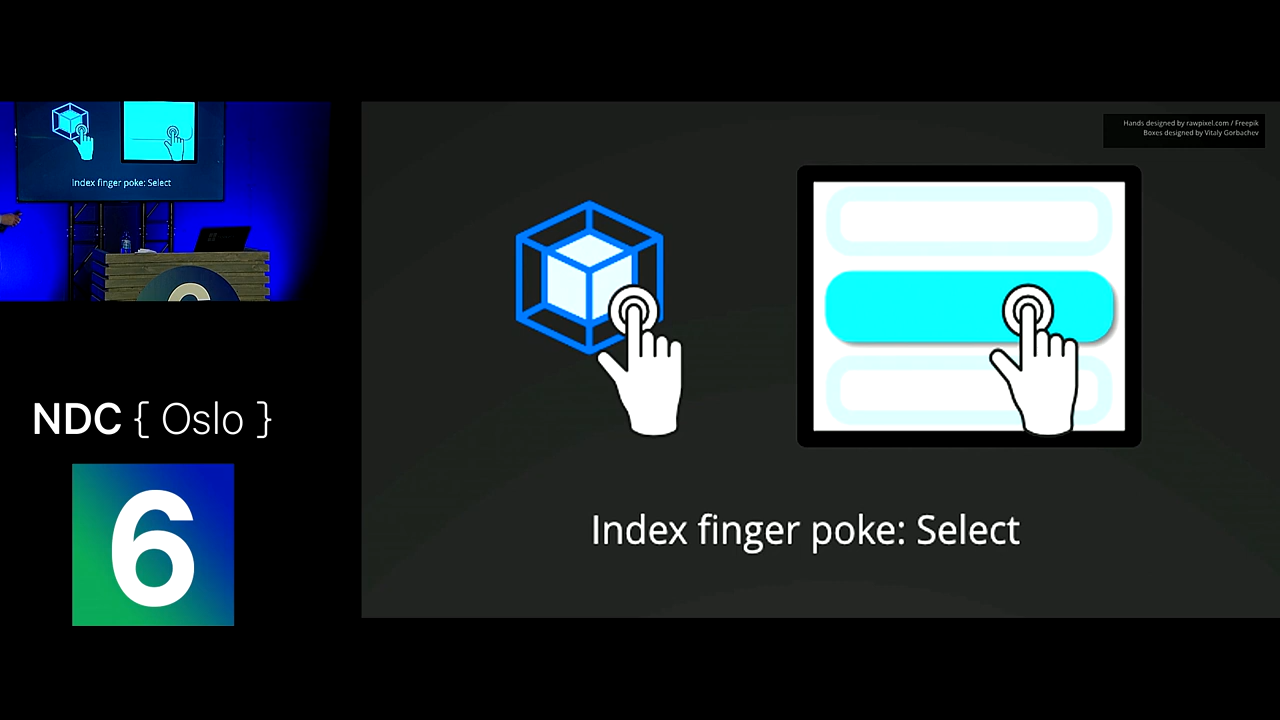 Index finger poke: Select
NDC { Oslo }
6
Hands designed by rawpixel.com / Freepik
Boxes designed by Vitaly Gorbachev
Index finger poke: Select